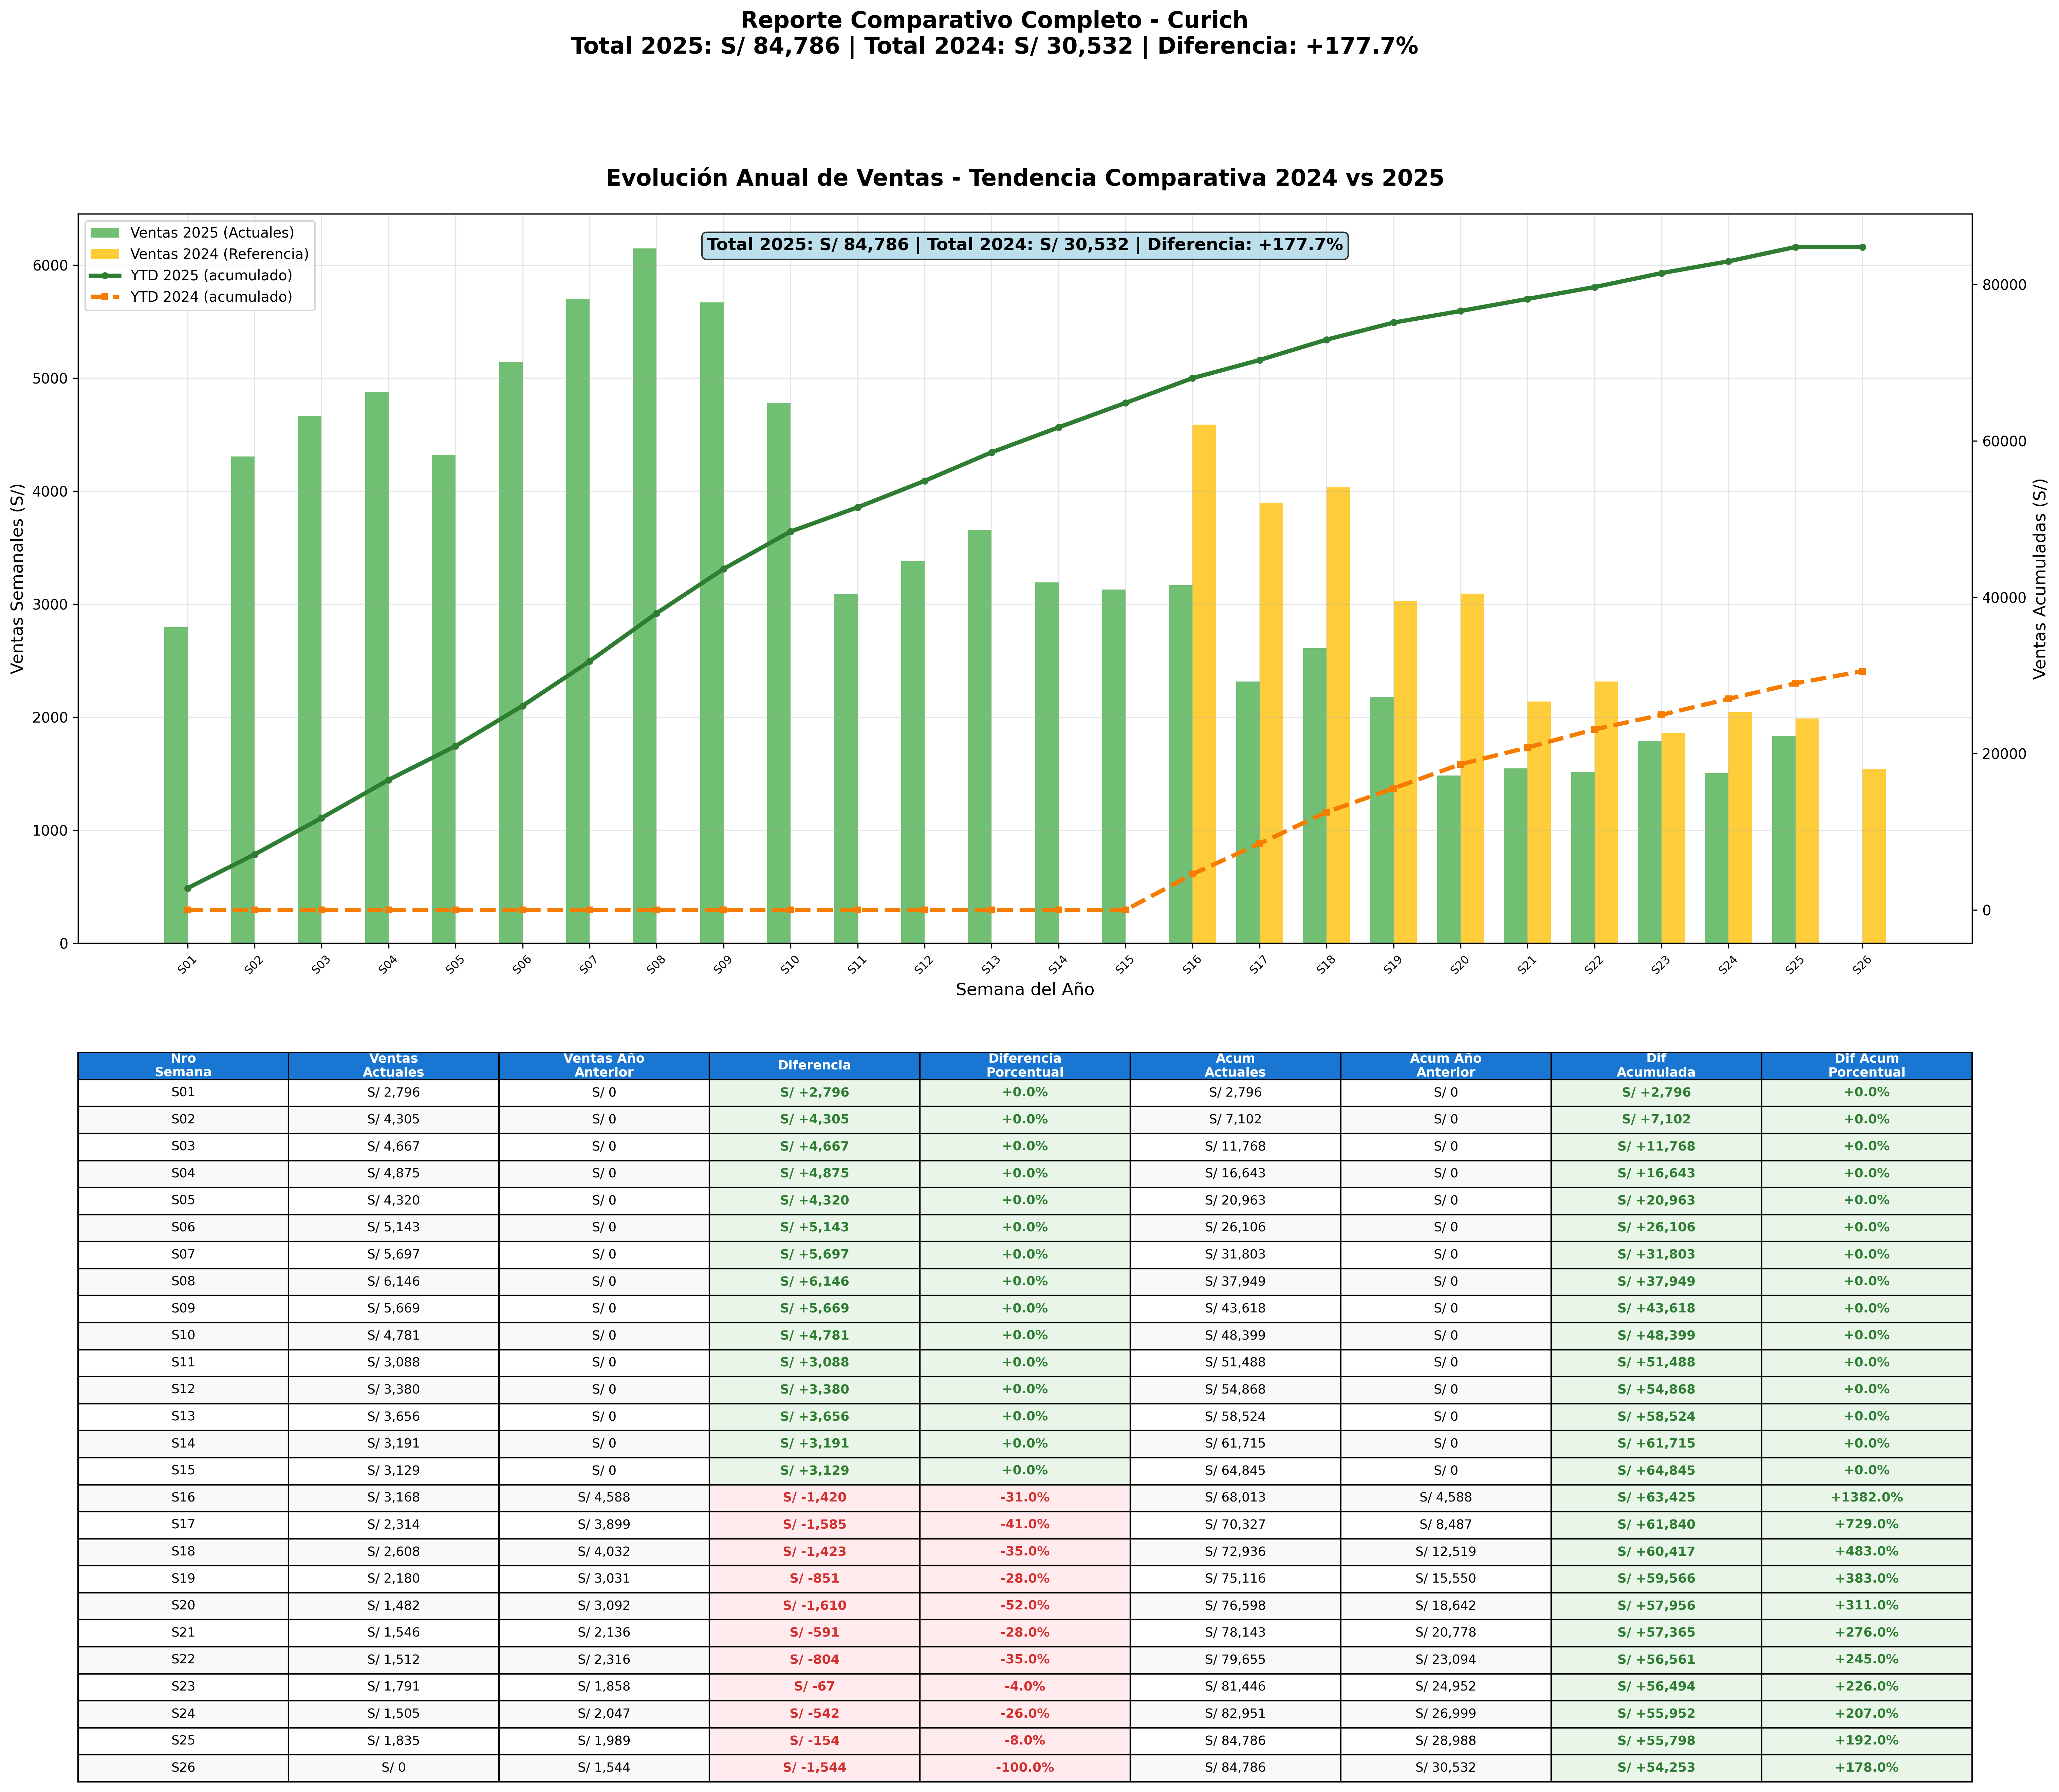 Reporte Comparativo Completo - Curich
Total 2025: S/ 84,786 | Total 2024: S/ 30,532 | Diferencia: +177.7%
Evolución Anual de Ventas - Tendencia Comparativa 2024 vs 2025
Ventas 2025 (Actuales)
Ventas 2024 (Referencia)
YTD 2025 (acumulado)
YTD 2024 (acumulado)
Total 2025: S/ 84,786 | Total 2024: S/ 30,532 | Diferencia: +177.7%
Ventas Semanales (S/)
6000
5000
4000
3000
2000
1000
0
Ventas Acumuladas (S/)
80000
60000
40000
20000
0
S01 S02 S03 S04 S05 S06 S07 S08 S09 S10 S11 S12 S13 S14 S15 S16 S17 S18 S19 S20 S21 S22 S23 S24 S25 S26
Semana del Año
Nro Semana Ventas Actuales Ventas Año Anterior Diferencia Diferencia Porcentual Acum Actuales Acum Año Anterior Dif Acumulada Dif Acum Porcentual
S01 S/ 2,796 S/ 0 S/ +2,796 +0.0% S/ 2,796 S/ 0 S/ +2,796 +0.0%
S02 S/ 4,305 S/ 0 S/ +4,305 +0.0% S/ 7,102 S/ 0 S/ +7,102 +0.0%
S03 S/ 4,667 S/ 0 S/ +4,667 +0.0% S/ 11,768 S/ 0 S/ +11,768 +0.0%
S04 S/ 4,875 S/ 0 S/ +4,875 +0.0% S/ 16,643 S/ 0 S/ +16,643 +0.0%
S05 S/ 4,320 S/ 0 S/ +4,320 +0.0% S/ 20,963 S/ 0 S/ +20,963 +0.0%
S06 S/ 5,143 S/ 0 S/ +5,143 +0.0% S/ 26,106 S/ 0 S/ +26,106 +0.0%
S07 S/ 5,697 S/ 0 S/ +5,697 +0.0% S/ 31,803 S/ 0 S/ +31,803 +0.0%
S08 S/ 6,146 S/ 0 S/ +6,146 +0.0% S/ 37,949 S/ 0 S/ +37,949 +0.0%
S09 S/ 5,669 S/ 0 S/ +5,669 +0.0% S/ 43,618 S/ 0 S/ +43,618 +0.0%
S10 S/ 4,781 S/ 0 S/ +4,781 +0.0% S/ 48,399 S/ 0 S/ +48,399 +0.0%
S11 S/ 3,088 S/ 0 S/ +3,088 +0.0% S/ 51,488 S/ 0 S/ +51,488 +0.0%
S12 S/ 3,380 S/ 0 S/ +3,380 +0.0% S/ 54,868 S/ 0 S/ +54,868 +0.0%
S13 S/ 3,656 S/ 0 S/ +3,656 +0.0% S/ 58,524 S/ 0 S/ +58,524 +0.0%
S14 S/ 3,191 S/ 0 S/ +3,191 +0.0% S/ 61,715 S/ 0 S/ +61,715 +0.0%
S15 S/ 3,129 S/ 0 S/ +3,129 +0.0% S/ 64,845 S/ 0 S/ +64,845 +0.0%
S16 S/ 3,168 S/ 4,588 S/ -1,420 -31.0% S/ 68,013 S/ 4,588 S/ +63,425 +1382.0%
S17 S/ 2,314 S/ 3,899 S/ -1,585 -41.0% S/ 70,327 S/ 8,487 S/ +61,840 +729.0%
S18 S/ 2,608 S/ 4,032 S/ -1,423 -35.0% S/ 72,936 S/ 12,519 S/ +60,417 +483.0%
S19 S/ 2,180 S/ 3,031 S/ -851 -28.0% S/ 75,116 S/ 15,550 S/ +59,566 +383.0%
S20 S/ 1,482 S/ 3,092 S/ -1,610 -52.0% S/ 76,598 S/ 18,642 S/ +57,956 +311.0%
S21 S/ 1,546 S/ 2,136 S/ -591 -28.0% S/ 78,143 S/ 20,778 S/ +57,365 +276.0%
S22 S/ 1,512 S/ 2,316 S/ -804 -35.0% S/ 79,655 S/ 23,094 S/ +56,561 +245.0%
S23 S/ 1,791 S/ 1,858 S/ -67 -4.0% S/ 81,446 S/ 24,952 S/ +56,494 +226.0%
S24 S/ 1,505 S/ 2,047 S/ -542 -26.0% S/ 82,951 S/ 26,999 S/ +55,952 +207.0%
S25 S/ 1,835 S/ 1,989 S/ -154 -8.0% S/ 84,786 S/ 28,988 S/ +55,798 +192.0%
S26 S/ 0 S/ 1,544 S/ -1,544 -100.0% S/ 84,786 S/ 30,532 S/ +54,253 +178.0%